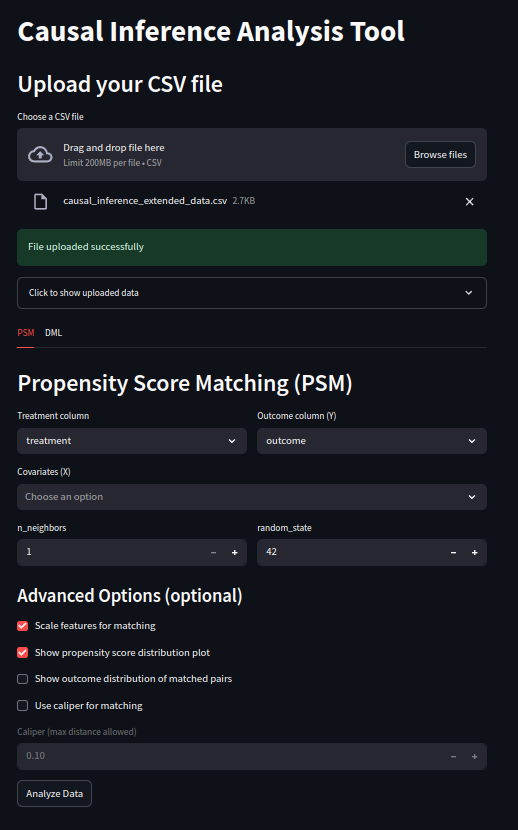 Causal Inference Analysis Tool
Upload your CSV file
Choose a CSV file
Drag and drop file here
Limit 200MB per file • CSV
Browse files
causal_inference_extended_data.csv 2.7KB
File uploaded successfully
Click to show uploaded data
PSM DML
Propensity Score Matching (PSM)
Treatment column
Outcome column (Y)
treatment
outcome
Covariates (X)
Choose an option
n_neighbors
random_state
1
42
Advanced Options (optional)
Scale features for matching
Show propensity score distribution plot
Show outcome distribution of matched pairs
Use caliper for matching
Caliper (max distance allowed)
0.10
Analyze Data